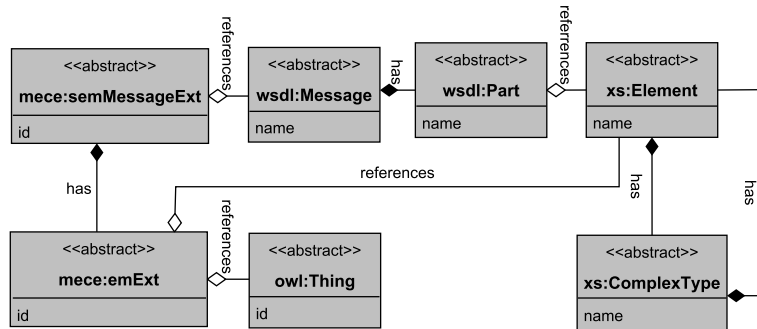 references
references
referrences
<<abstract>>
mece:semMessageExt
id
<<abstract>>
wsdl:Message
name
has
<<abstract>>
wsdl:Part
name
<<abstract>>
xs:Element
name
has
references
has
has
references
<<abstract>>
mece:emExt
id
<<abstract>>
owl:Thing
id
<<abstract>>
xs:ComplexType
name